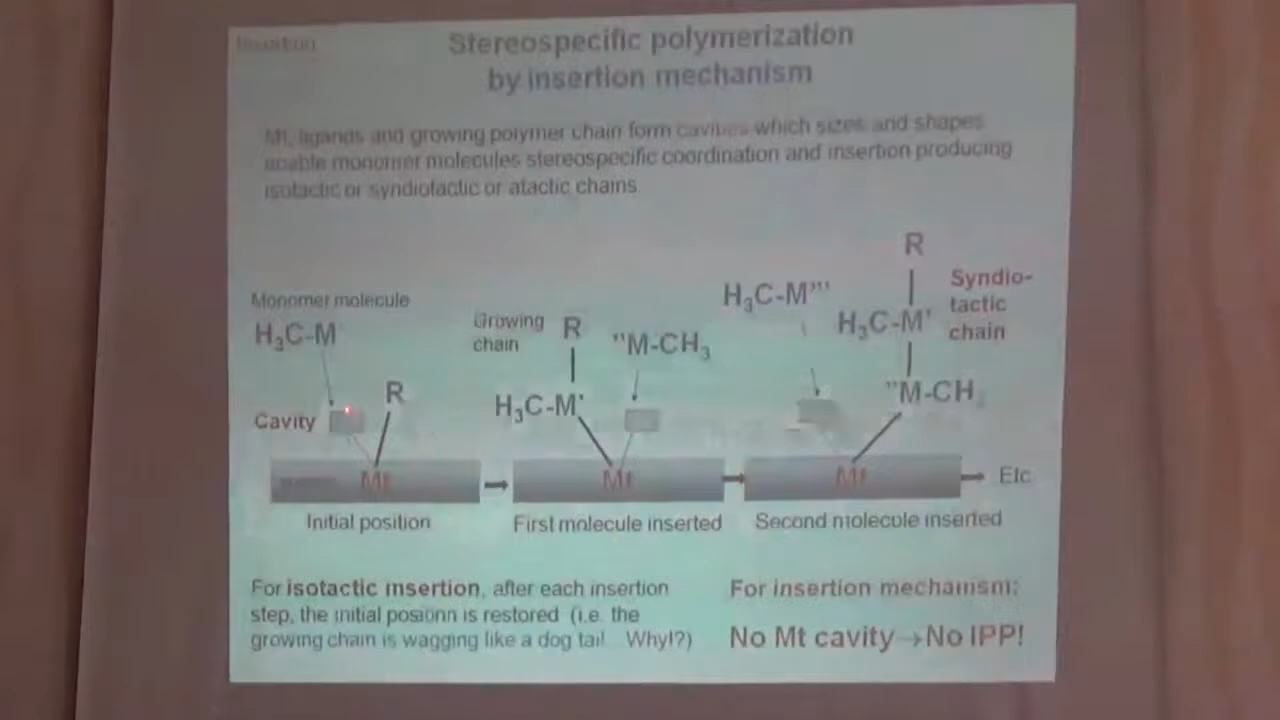 Insertion
Stereospecific polymerization
by insertion mechanism
Mt, ligands and growing polymer chain form cavities which sizes and shapes
enable monomer molecules stereospecific coordination and insertion producing
isotactic or syndiotactic or atactic chains
Monomer molecule
H₃C-M
Cavity
R
Mt
Initial position
Growing
chain
R
H₃C-M'
"M-CH₃
Mt
First molecule inserted
H₃C-M'''
R
H₃C-M'
"M-CH₃
Syndio-
tactic
chain
Mt
Etc
Second molecule inserted
For isotactic insertion, after each insertion
step, the initial posionn is restored (i.e. the
growing chain is wagging like a dog tail... Why!?)
For insertion mechanism:
No Mt cavity→No IPP!